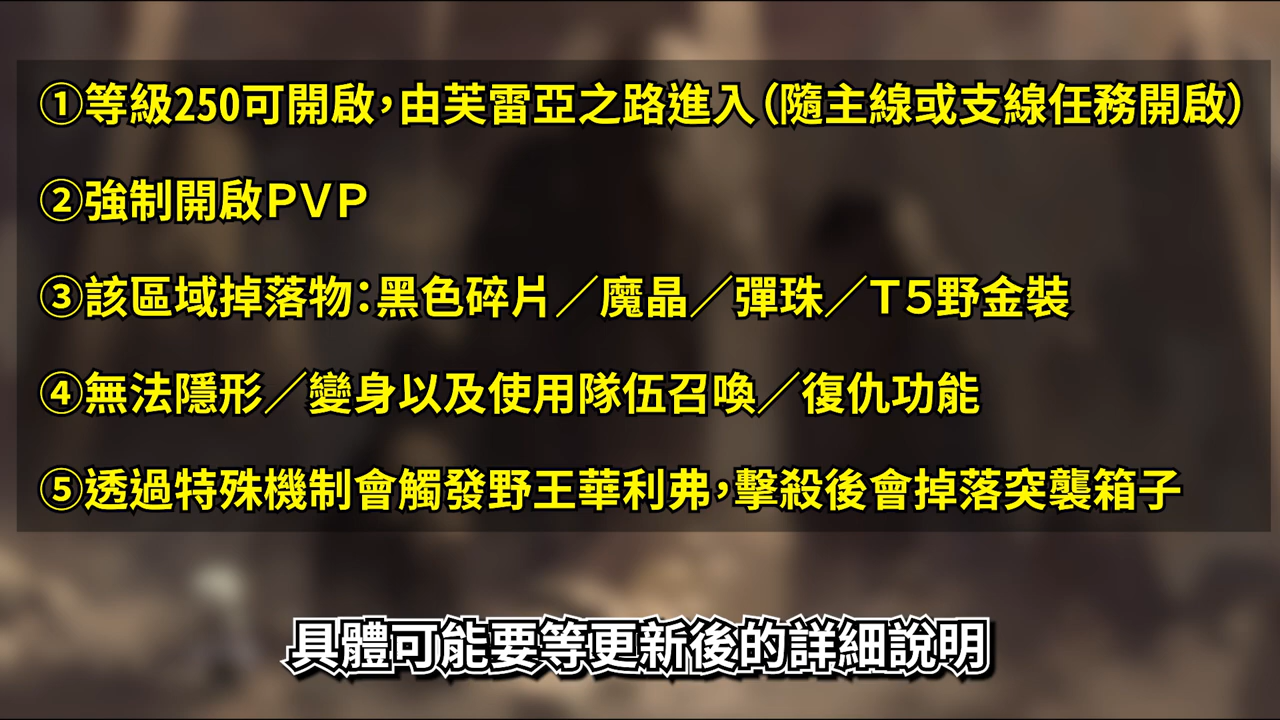 ①等級250可開啟，由芙雷亞之路進入（隨主線或支線任務開啟）
②強制開啟ＰＶＰ
③該區域掉落物：黑色碎片／魔晶／彈珠／Ｔ５野金裝
④無法隱形／變身以及使用隊伍召喚／復仇功能
⑤透過特殊機制會觸發野王華利弗，擊殺後會掉落突襲箱子
具體可能要等更新後的詳細說明